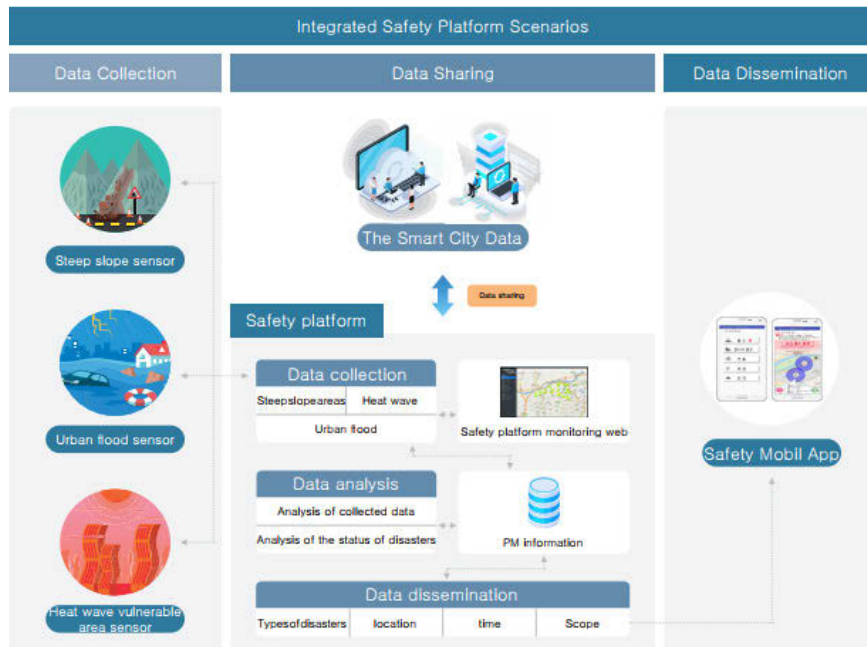 Integrated Safety Platform Scenarios
Data Collection
Data Sharing
Data Dissemination
Steep slope sensor
Urban flood sensor
Heat wave vulnerable
area sensor
The Smart City Data
Data sharing
Safety platform
Data collection
Steepslopeareas
Heat wave
Urban flood
Safety platform monitoring web
Data analysis
Analysis of collected data
Analysis of the status of disasters
PM information
Data dissemination
Typesofdisasters
location
time
Scope
Safety Mobil App